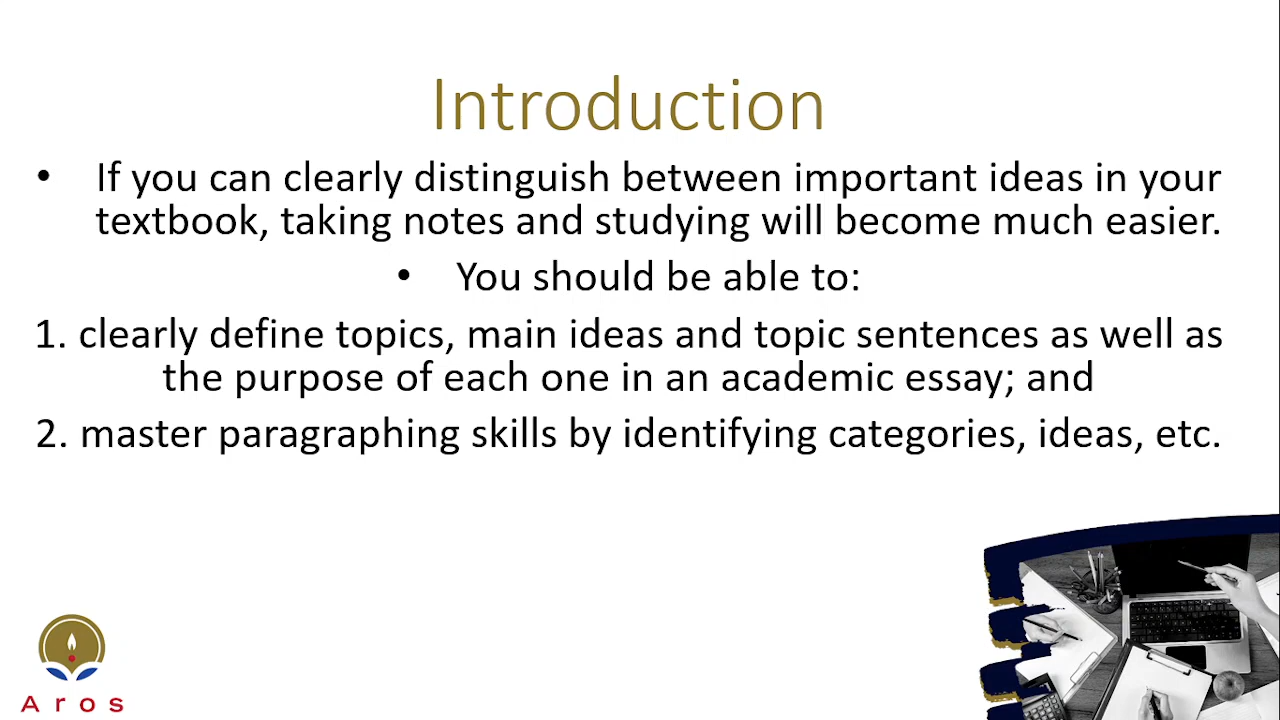 Introduction
• If you can clearly distinguish between important ideas in your
textbook, taking notes and studying will become much easier.
• You should be able to:
1. clearly define topics, main ideas and topic sentences as well as
the purpose of each one in an academic essay; and
2. master paragraphing skills by identifying categories, ideas, etc.
Aros